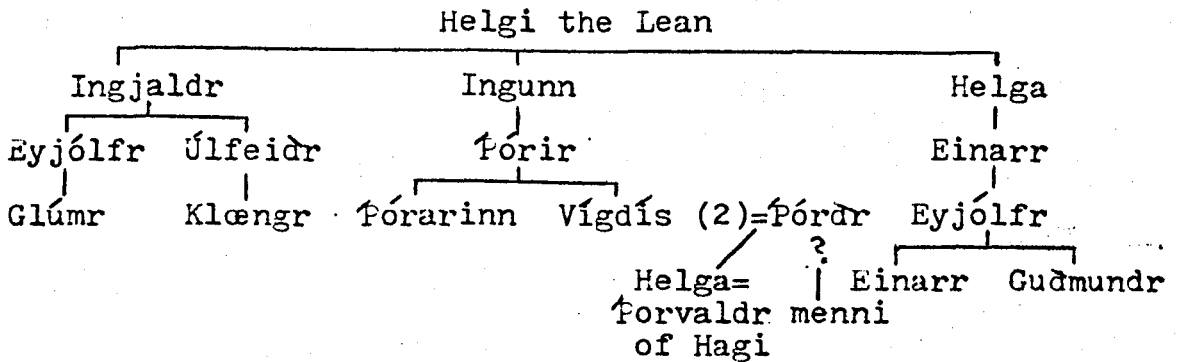 Helgi the Lean
Ingjaldr Ingunn Helga
Eyjólfr Úlfeiðr Þórir Einarr
Glúmr Klœngr Þórarinn Vígdís (2)=Þórðr Eyjólfr
?
Helga= Einarr Guðmundr
Þorvaldr menni
of Hagi